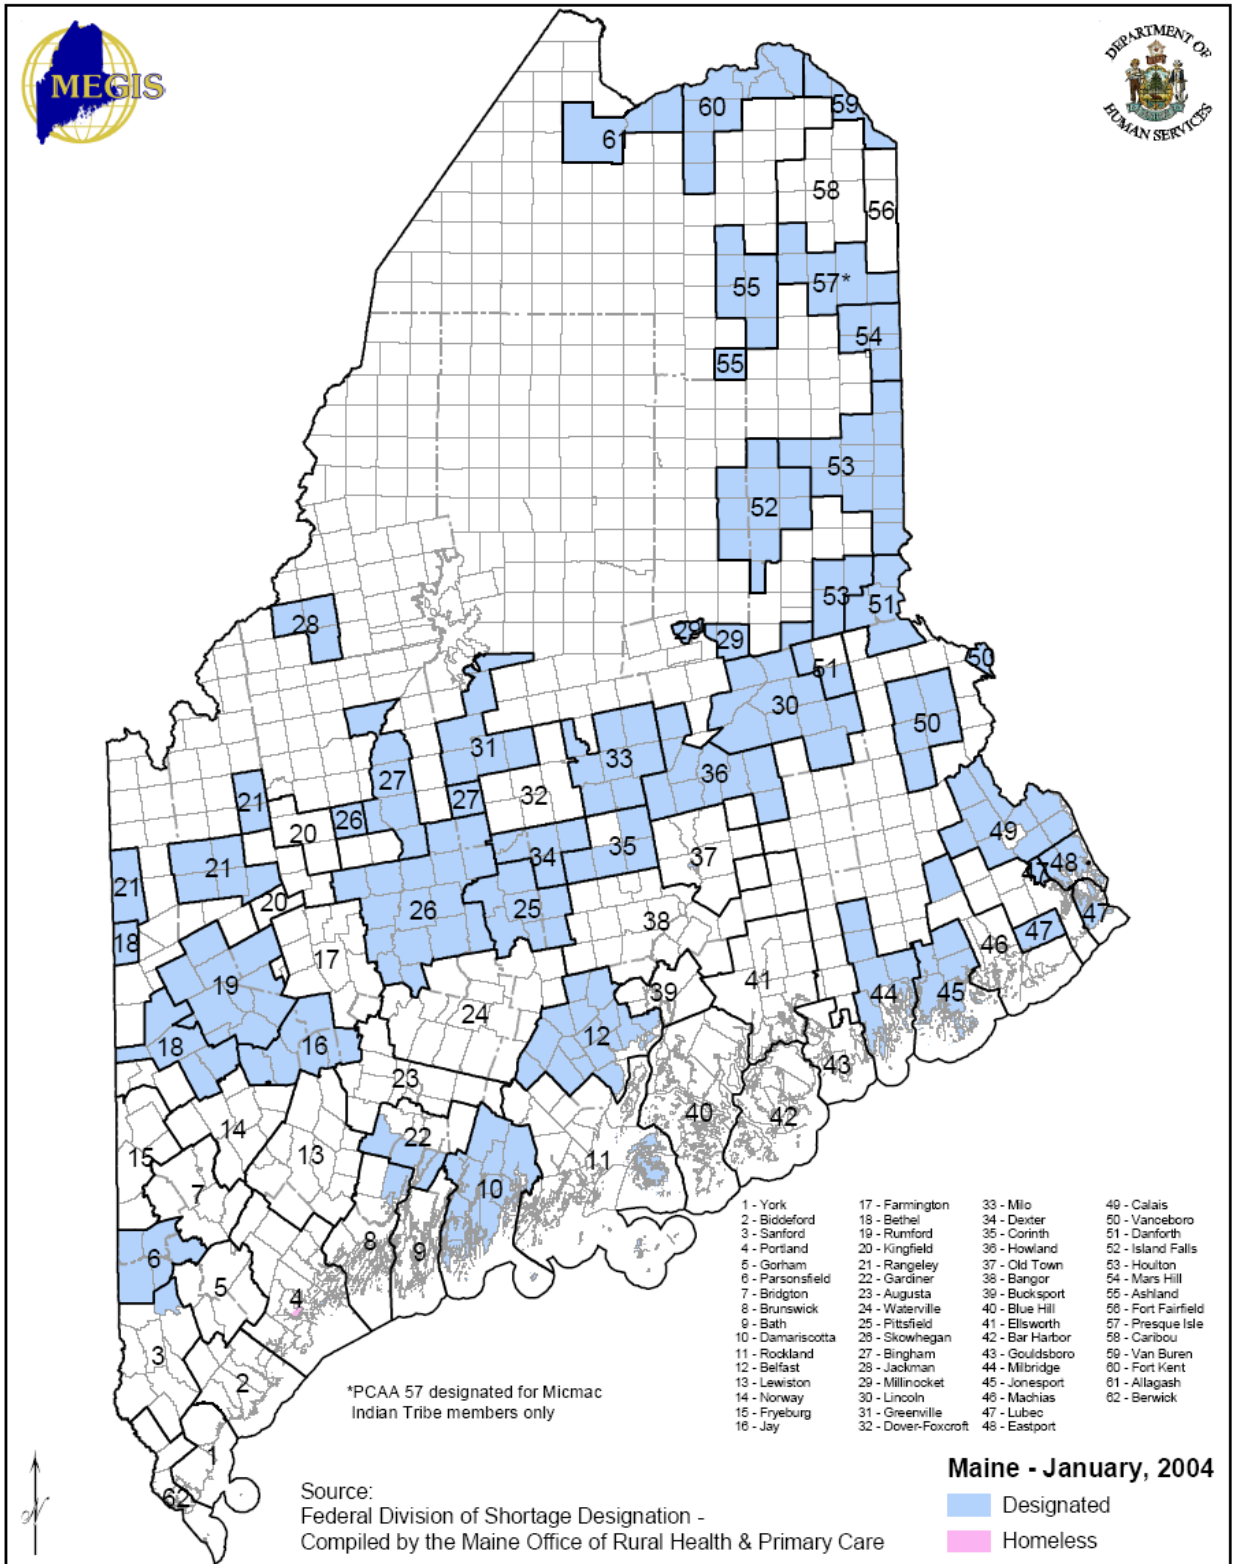 MEGIS
DEPARTMENT OF
HUMAN SERVICES
60
59
61
58
56
55
57*
54
55
53
52
53
51
28
29
29
50
51
30
50
31
33
27
36
21
27
32
26
20
49
35
34
37
48
21
47
21
20
26
25
38
47
18
47
46
17
19
41
39
45
44
24
12
18
16
43
23
40
42
14
22
13
15
11
10
7
8
9
6
5
4
3
2
1
62
1 - York
2 - Biddeford
3 - Sanford
4 - Portland
5 - Gorham
6 - Parsonsfield
7 - Bridgton
8 - Brunswick
9 - Bath
10 - Damariscotta
11 - Rockland
12 - Belfast
13 - Lewiston
14 - Norway
15 - Fryeburg
16 - Jay
17 - Farmington
18 - Bethel
19 - Rumford
20 - Kingfield
21 - Rangeley
22 - Gardiner
23 - Augusta
24 - Waterville
25 - Pittsfield
26 - Skowhegan
27 - Bingham
28 - Jackman
29 - Millinocket
30 - Lincoln
31 - Greenville
32 - Dover-Foxcroft
33 - Milo
34 - Dexter
35 - Corinth
36 - Howland
37 - Old Town
38 - Bangor
39 - Bucksport
40 - Blue Hill
41 - Ellsworth
42 - Bar Harbor
43 - Gouldsboro
44 - Milbridge
45 - Jonesport
46 - Machias
47 - Lubec
48 - Eastport
49 - Calais
50 - Vanceboro
51 - Danforth
52 - Island Falls
53 - Houlton
54 - Mars Hill
55 - Ashland
56 - Fort Fairfield
57 - Presque Isle
58 - Caribou
59 - Van Buren
60 - Fort Kent
61 - Allagash
62 - Berwick
*PCAA 57 designated for Micmac
Indian Tribe members only
N
Source:
Federal Division of Shortage Designation -
Compiled by the Maine Office of Rural Health & Primary Care
Maine - January, 2004
Designated
Homeless